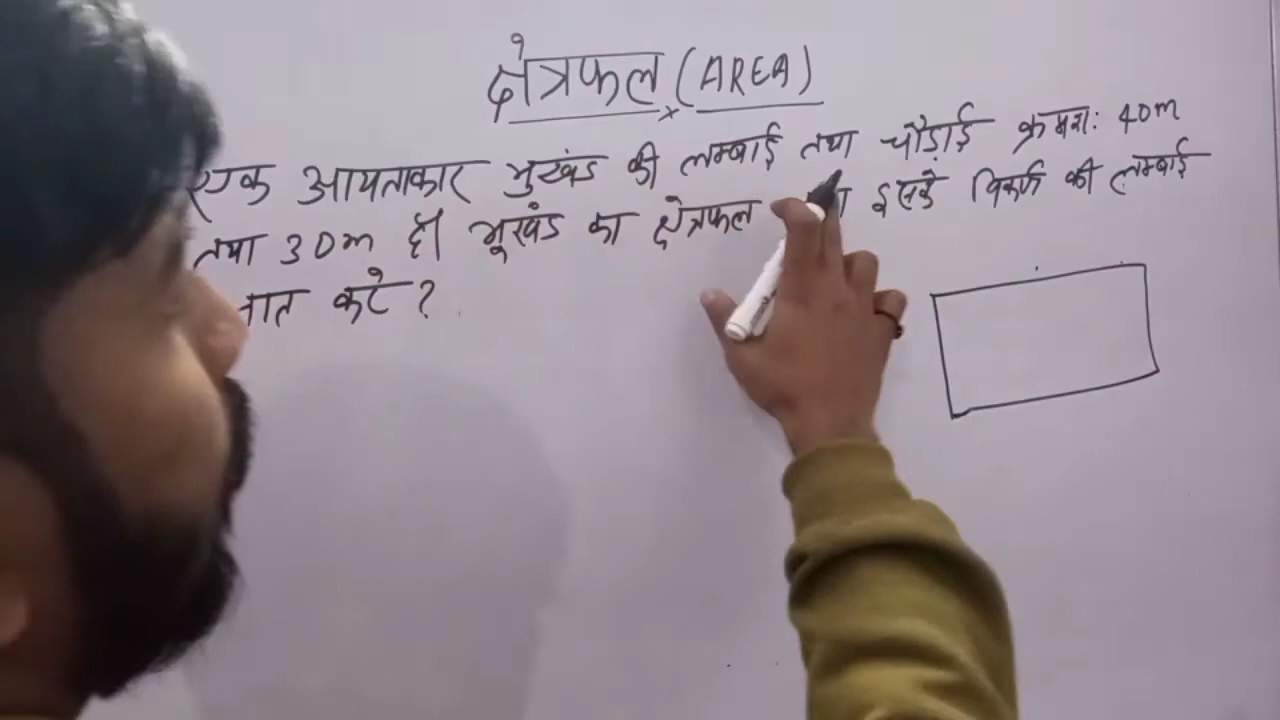 क्षेत्रफल (AREA)
एक आयताकार भुखंड की लम्बाई तथा चौड़ाई क्रमशः 40m
तथा 30m है। भूखंड का क्षेत्रफल इसके विकर्ण की लम्बाई
करे ?